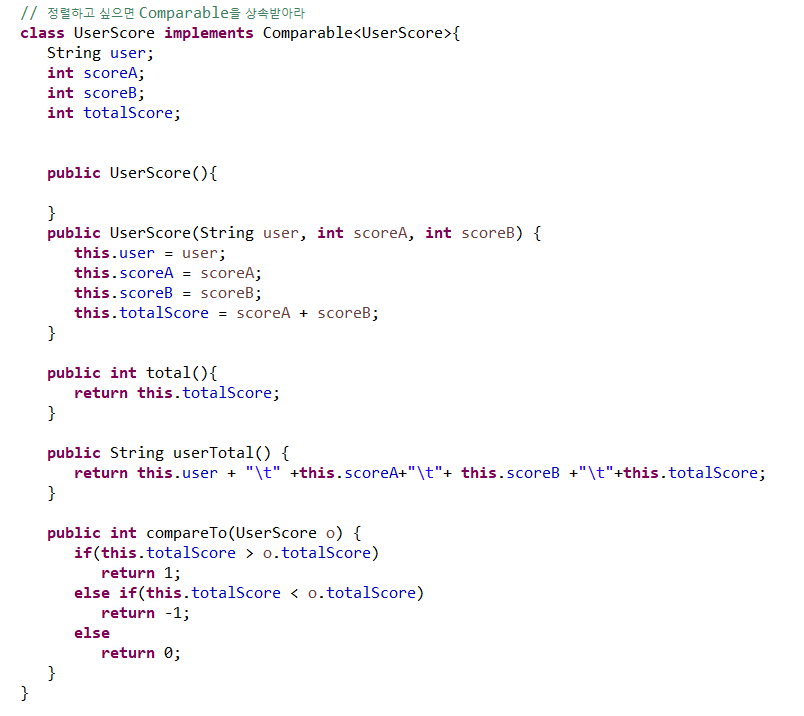 // 정렬하고 싶으면 Comparable을 상속받아라
class UserScore implements Comparable<UserScore>{
String user;
int scoreA;
int scoreB;
int totalScore;
public UserScore(){
}
public UserScore(String user, int scoreA, int scoreB) {
this.user = user;
this.scoreA = scoreA;
this.scoreB = scoreB;
this.totalScore = scoreA + scoreB;
}
public int total(){
return this.totalScore;
}
public String userTotal() {
return this.user + "\t" +this.scoreA+"\t"+ this.scoreB +"\t"+this.totalScore;
}
public int compareTo(UserScore o) {
if(this.totalScore > o.totalScore)
return 1;
else if(this.totalScore < o.totalScore)
return -1;
else
return 0;
}
}